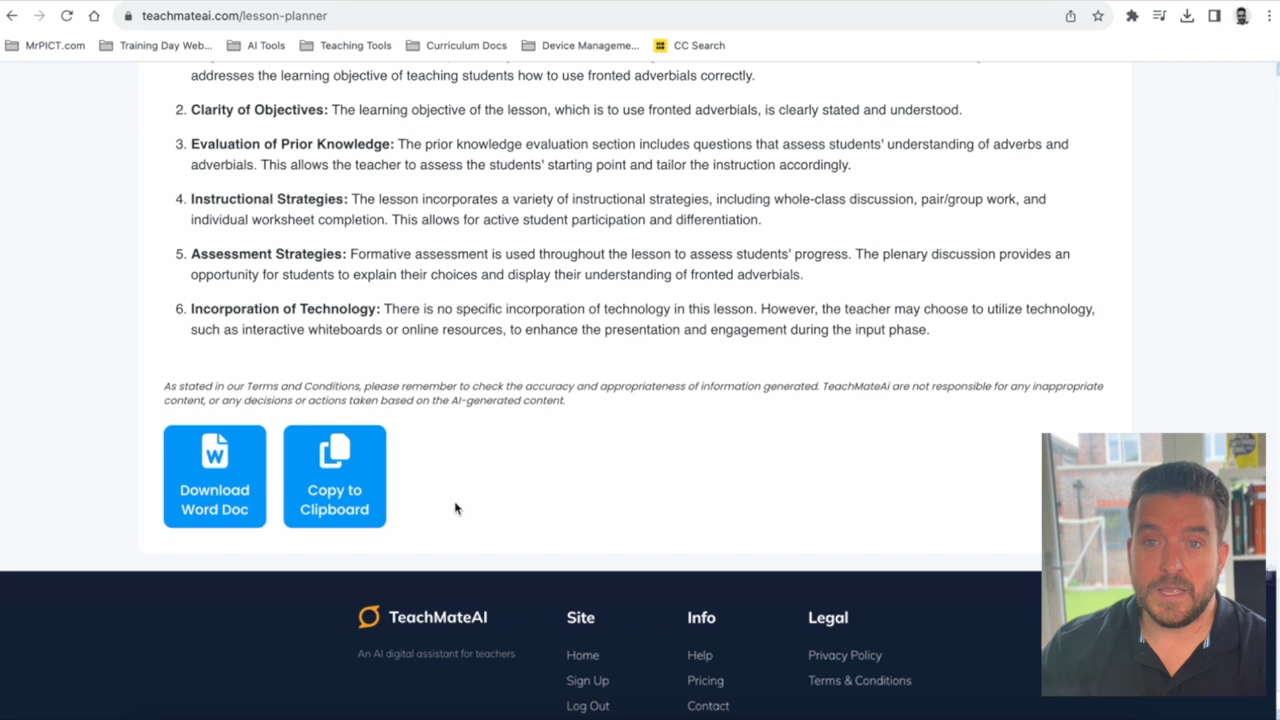 teachmateai.com/lesson-planner
MrPICT.com
Training Day Web...
AI Tools
Teaching Tools
Curriculum Docs
Device Manageme...
CC Search
addresses the learning objective of teaching students how to use fronted adverbials correctly.
2. Clarity of Objectives: The learning objective of the lesson, which is to use fronted adverbials, is clearly stated and understood.
3. Evaluation of Prior Knowledge: The prior knowledge evaluation section includes questions that assess students' understanding of adverbs and
adverbials. This allows the teacher to assess the students' starting point and tailor the instruction accordingly.
4. Instructional Strategies: The lesson incorporates a variety of instructional strategies, including whole-class discussion, pair/group work, and
individual worksheet completion. This allows for active student participation and differentiation.
5. Assessment Strategies: Formative assessment is used throughout the lesson to assess students' progress. The plenary discussion provides an
opportunity for students to explain their choices and display their understanding of fronted adverbials.
6. Incorporation of Technology: There is no specific incorporation of technology in this lesson. However, the teacher may choose to utilize technology,
such as interactive whiteboards or online resources, to enhance the presentation and engagement during the input phase.
As stated in our Terms and Conditions, please remember to check the accuracy and appropriateness of information generated. TeachMateAi are not responsible for any inappropriate
content, or any decisions or actions taken based on the AI-generated content.
W
Download
Word Doc
Copy to
Clipboard
TeachMateAI
An AI digital assistant for teachers
Site
Home
Sign Up
Log Out
Info
Help
Pricing
Contact
Legal
Privacy Policy
Terms & Conditions